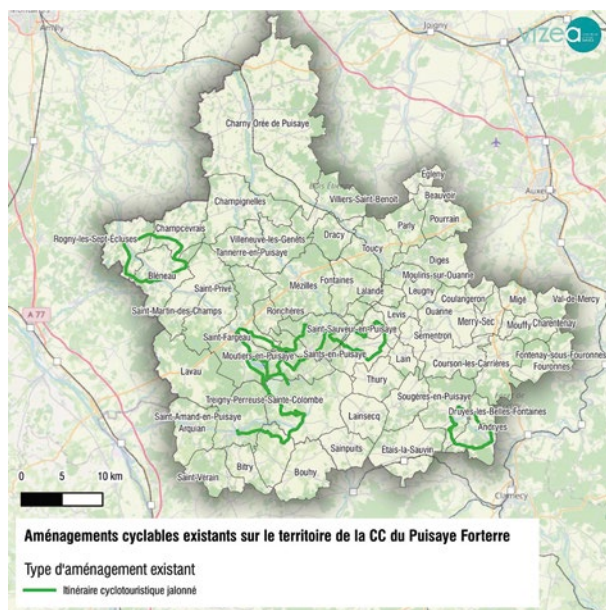 Amilly
Joigny
vizea
Charny Orée de Puisaye
Egleny
Beauvoir
Auxerre
Villiers-Saint-Benoît
Champignelles
Parly
Pourrain
Champcevrais
Rogny-les-Sept-Ecluses
Villeneuve-les-Genêts
Dracy
Toucy
Tannerre-en-Puisaye
Diges
Bléneau
Moulins-sur-Ouanne
Mézilles
Fontaines
Saint-Privé
Lalande
Leugny
Coulangeron
Migé
Val-de-Mercy
A 77
Saint-Martin-des-Champs
Ronchères
Levis
Ouanne
Merry-Sec
Mouffy
Charentenay
Saint-Fargeau
Saint-Sauveur-en-Puisaye
Sementron
Moutiers-en-Puisaye
Saints-en-Puisaye
Lain
Courson-les-Carrières
Fontenay-sous-Fouronnes
Fouronnes
Lavau
Thury
Treigny-Perreuse-Sainte-Colombe
Sougères-en-Puisaye
Saint-Amand-en-Puisaye
Druyes-les-Belles-Fontaines
Arquian
Lainsecq
Andryes
Sainpuits
Etais-la-Sauvin
Bitry
Saint-Vérain
Bouhy
Clamecy
0 5 10 km
Aménagements cyclables existants sur le territoire de la CC du Puisaye Forterre
Type d'aménagement existant
Itinéraire cyclotouristique jalonné